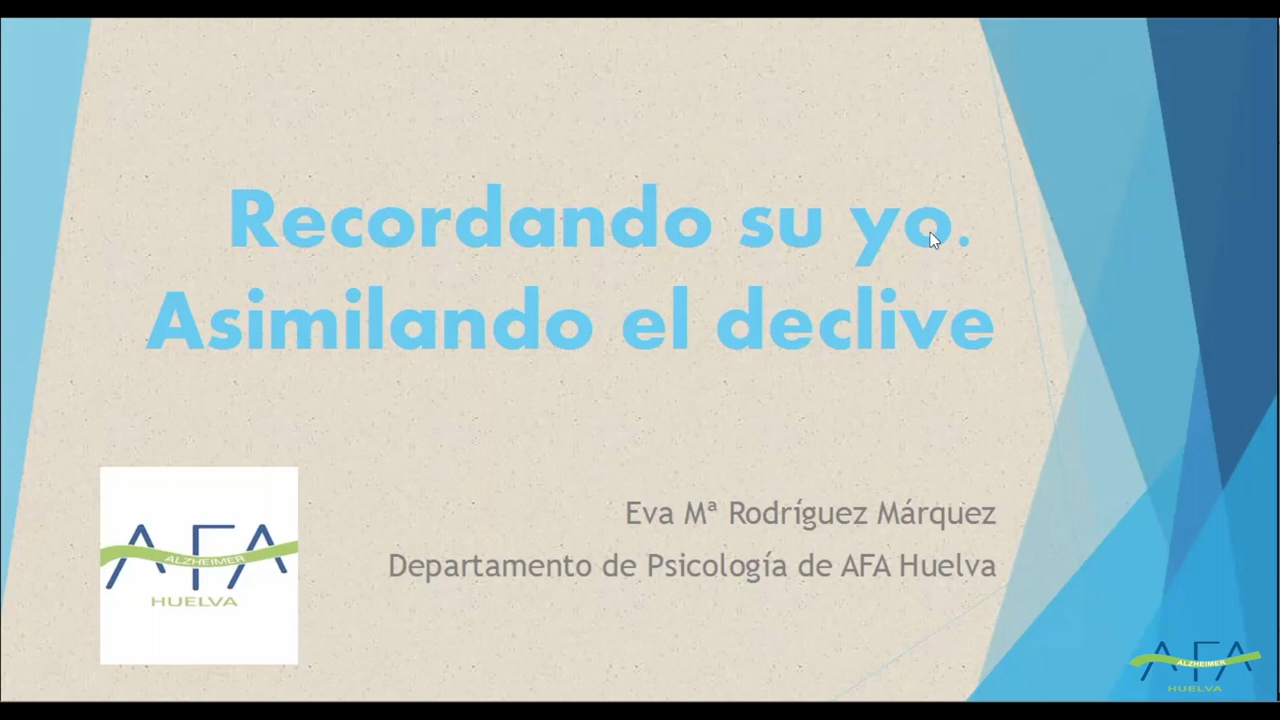 Recordando su yo.
Asimilando el declive
Eva Mª Rodríguez Márquez
Departamento de Psicología de AFA Huelva
AFA
ALZHEIMER
HUELVA
AFA
ALZHEIMER
HUELVA